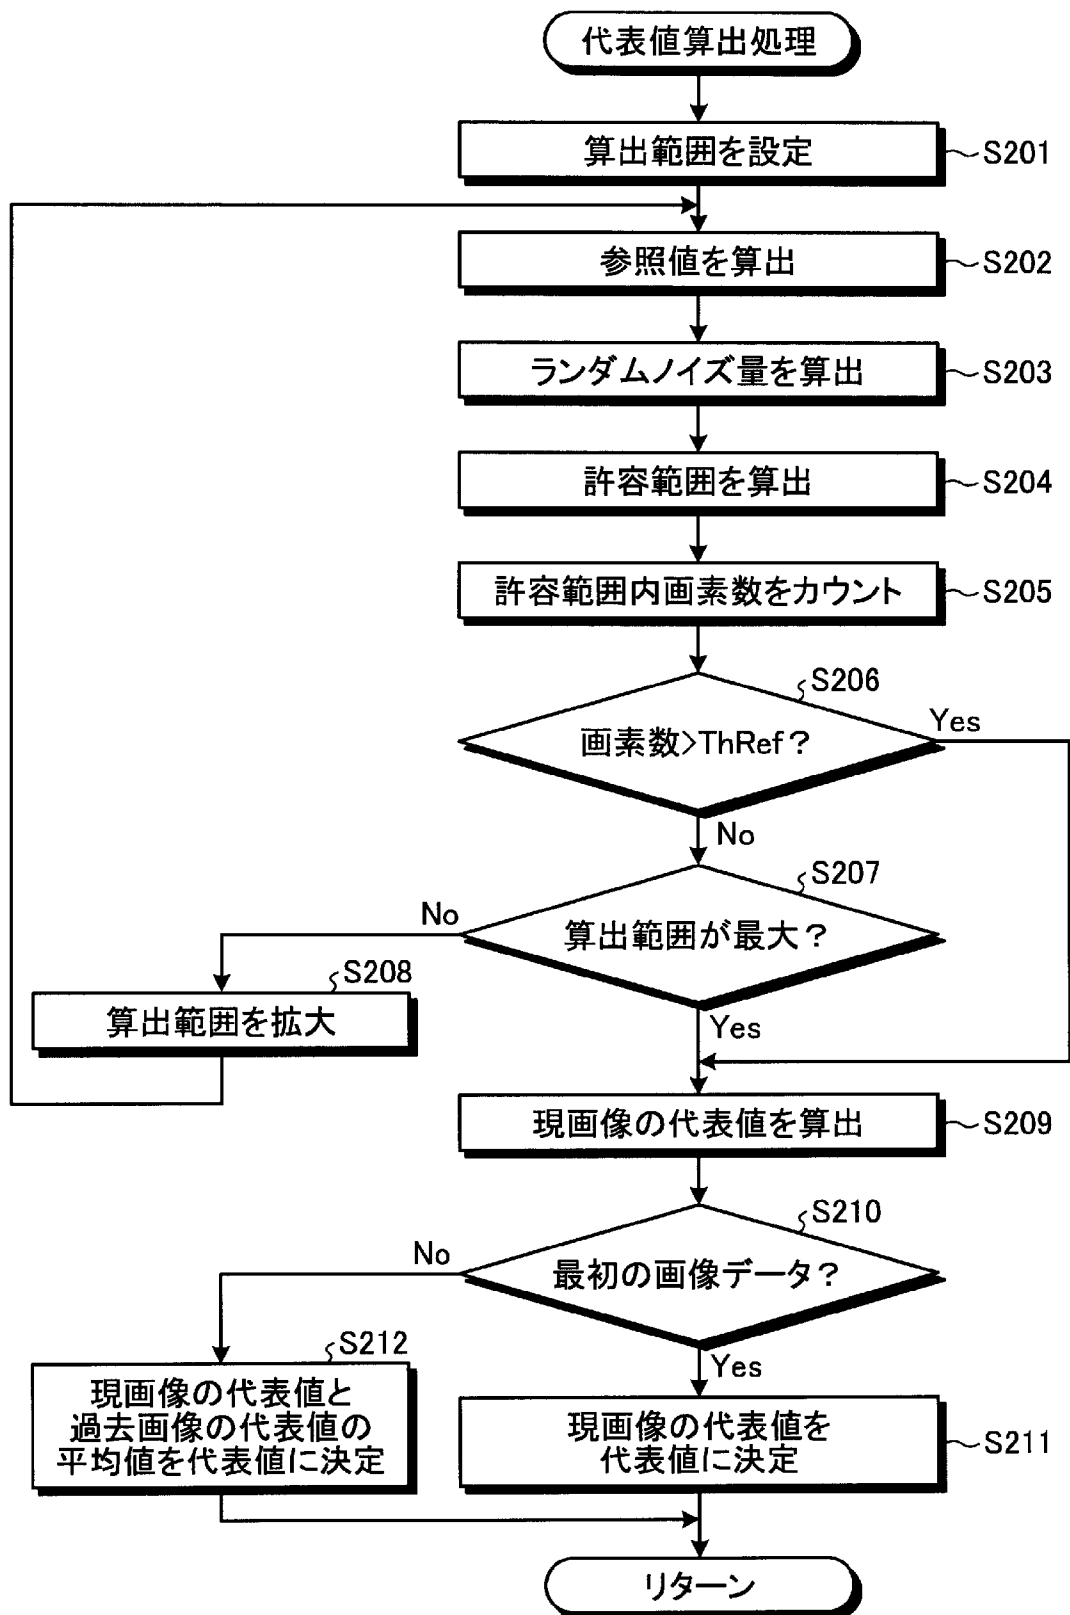 代表値算出処理
算出範囲を設定
S201
参照値を算出
S202
ランダムノイズ量を算出
S203
許容範囲を算出
S204
許容範囲内画素数をカウント
S205
S206
画素数>ThRef？
Yes
No
S207
算出範囲が最大？
No
Yes
S208
算出範囲を拡大
現画像の代表値を算出
S209
S210
最初の画像データ？
No
Yes
S212
現画像の代表値と
過去画像の代表値の
平均値を代表値に決定
現画像の代表値を
代表値に決定
S211
リターン